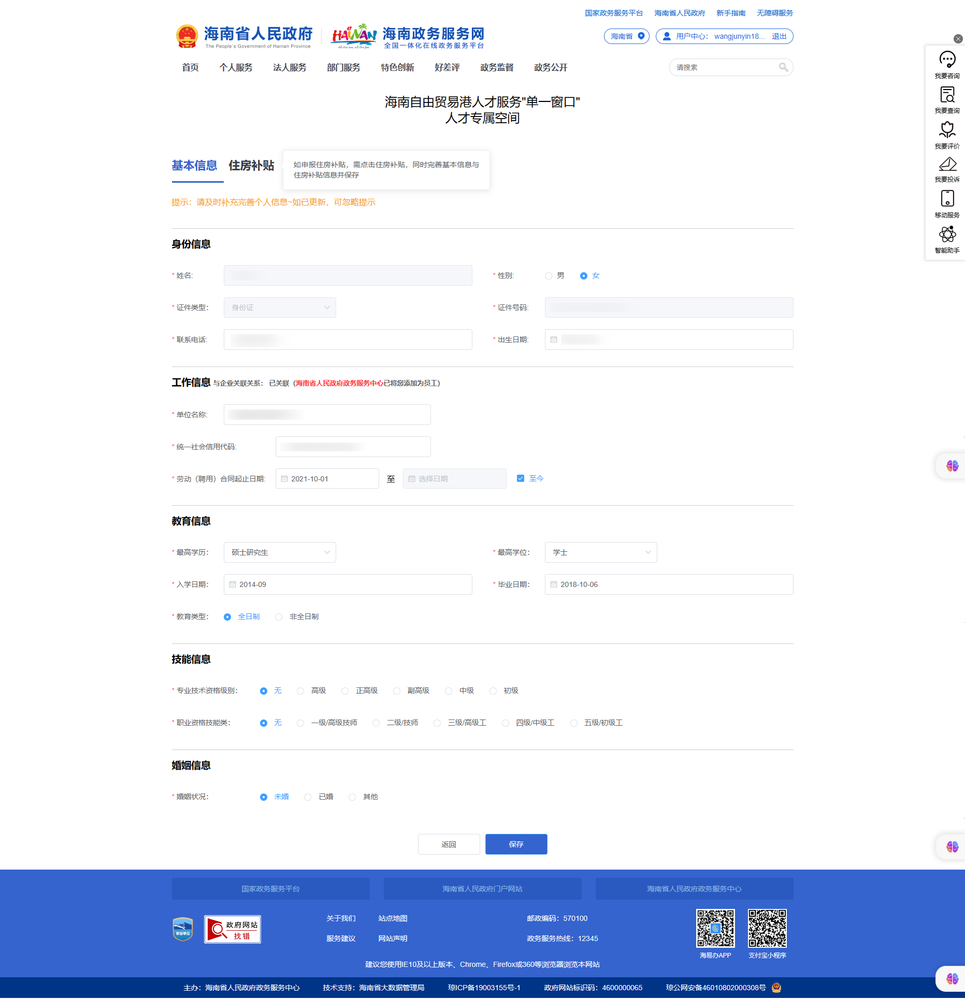 国家政务服务平台 海南省人民政府 新手指南 无障碍服务
海南省人民政府
The People's Government of Hainan Province
HAINAN
All the sun, all the fun
海南政务服务网
全国一体化在线政务服务平台
海南省 用户中心： wangjunyin18... 退出
首页 个人服务 法人服务 部门服务 特色创新 好差评 政务监督 政务公开 请搜索
我要咨询
我要查询
我要评价
我要投诉
移动服务
智能助手
海南自由贸易港人才服务"单一窗口"
人才专属空间
基本信息 住房补贴
如申报住房补贴，需点击住房补贴，同时完善基本信息与
住房补贴信息并保存
提示：请及时补充完善个人信息~如已更新，可忽略提示
身份信息
* 姓名: * 性别: 男 女
* 证件类型： 身份证 * 证件号码:
* 联系电话: * 出生日期:
工作信息 与企业关联关系： 已关联（海南省人民政府政务服务中心已将您添加为员工）
* 单位名称:
* 统一社会信用代码:
* 劳动（聘用）合同起止日期: 2021-10-01 至 选择日期 至今
教育信息
* 最高学历： 硕士研究生 * 最高学位： 学士
* 入学日期： 2014-09 * 毕业日期： 2018-10-06
* 教育类型： 全日制 非全日制
技能信息
* 专业技术资格级别： 无 高级 正高级 副高级 中级 初级
* 职业资格技能类： 无 一级/高级技师 二级/技师 三级/高级工 四级/中级工 五级/初级工
婚姻信息
* 婚姻状况： 未婚 已婚 其他
返回 保存
国家政务服务平台 海南省人民政府门户网站 海南省人民政府政务服务中心
事业单位
政府网站
找错
关于我们 站点地图 邮政编码：570100
服务建议 网站声明 政务服务热线：12345
海易办APP 支付宝小程序
建议您使用IE10及以上版本、Chrome、Firefox或360等浏览器浏览本网站
主办：海南省人民政府政务服务中心 技术支持：海南省大数据管理局 琼ICP备19003155号-1 政府网站标识码：4600000065 琼公网安备46010802000308号